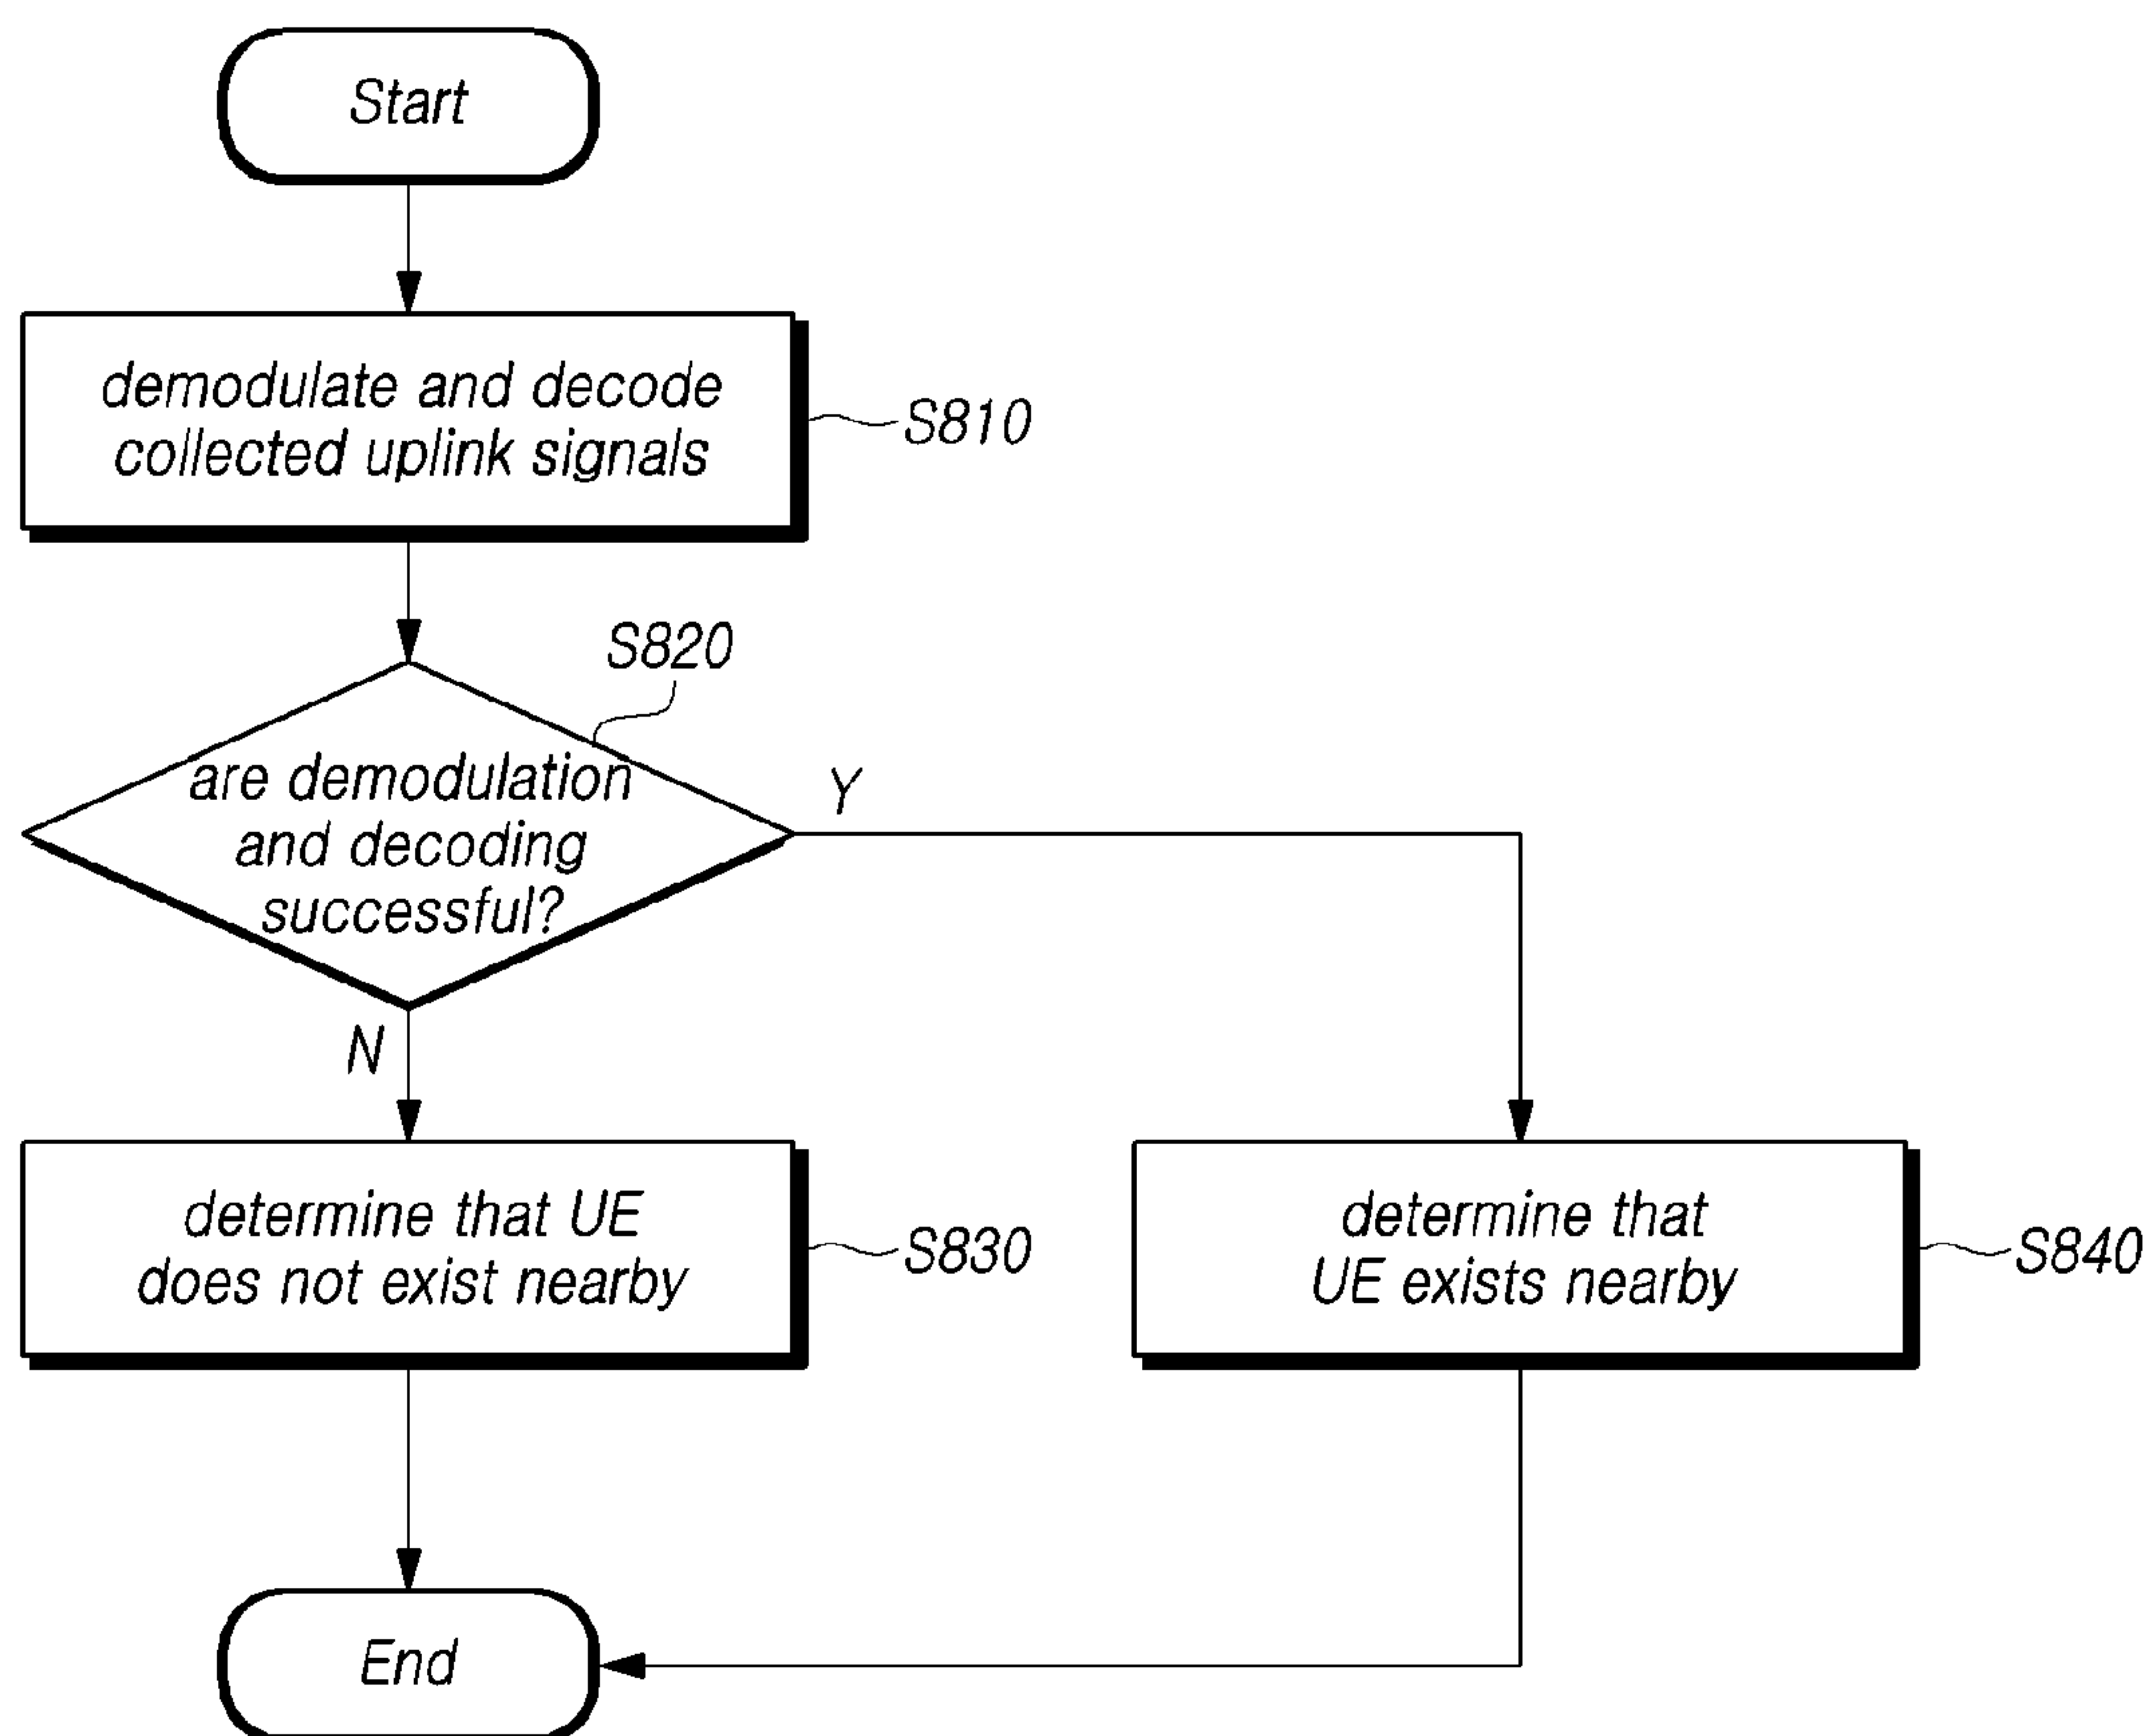 Start
demodulate and decode
collected uplink signals
S810
S820
are demodulation
and decoding
successful?
Y
N
determine that UE
does not exist nearby
S830
determine that
UE exists nearby
S840
End